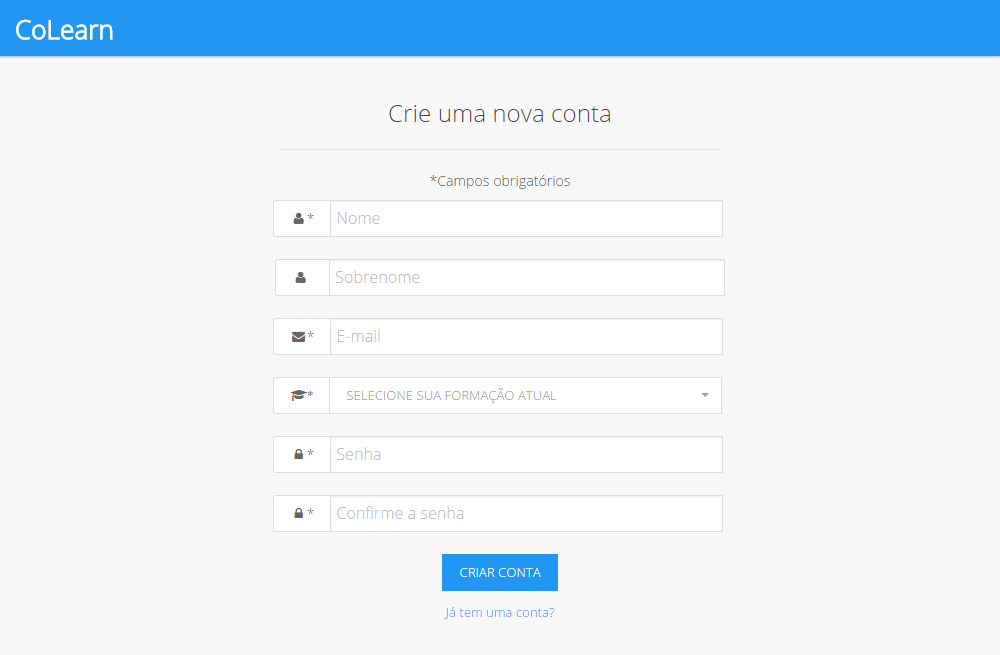 CoLearn
Crie uma nova conta
*Campos obrigatórios
* Nome
Sobrenome
* E-mail
* SELECIONE SUA FORMAÇÃO ATUAL
* Senha
* Confirme a senha
CRIAR CONTA
Já tem uma conta?